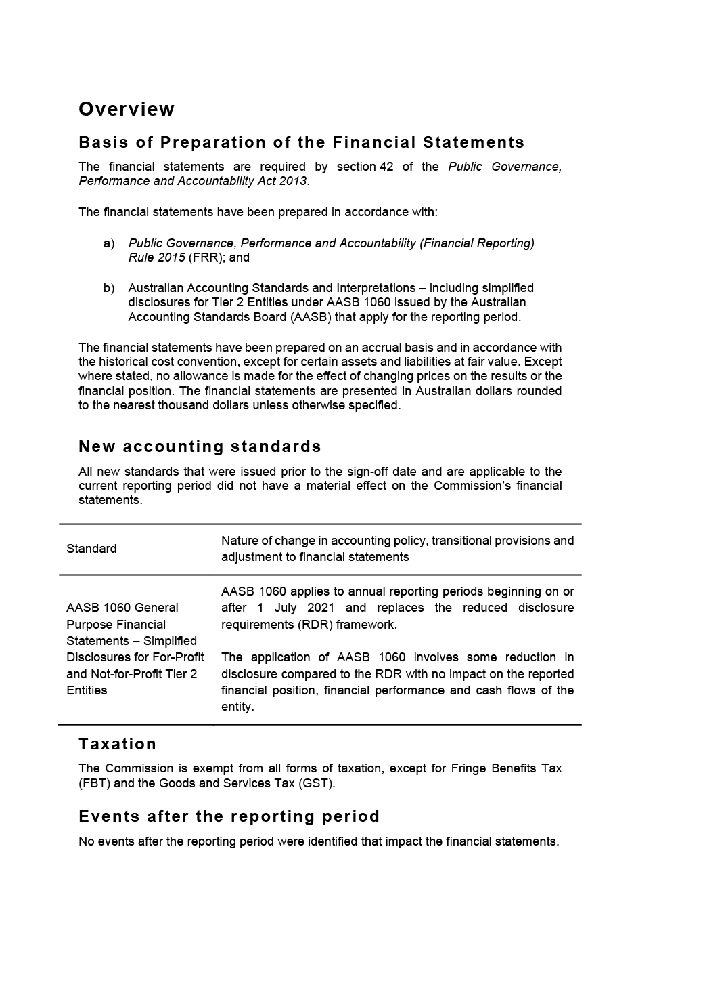 Overview
Basis of Preparation of the Financial Statements
The financial statements are required by section 42 of the Public Governance,
Performance and Accountability Act 2013.
The financial statements have been prepared in accordance with:
a) Public Governance, Performance and Accountability (Financial Reporting)
Rule 2015 (FRR); and
b) Australian Accounting Standards and Interpretations – including simplified
disclosures for Tier 2 Entities under AASB 1060 issued by the Australian
Accounting Standards Board (AASB) that apply for the reporting period.
The financial statements have been prepared on an accrual basis and in accordance with
the historical cost convention, except for certain assets and liabilities at fair value. Except
where stated, no allowance is made for the effect of changing prices on the results or the
financial position. The financial statements are presented in Australian dollars rounded
to the nearest thousand dollars unless otherwise specified.
New accounting standards
All new standards that were issued prior to the sign-off date and are applicable to the
current reporting period did not have a material effect on the Commission’s financial
statements.
Standard
Nature of change in accounting policy, transitional provisions and
adjustment to financial statements
AASB 1060 General
Purpose Financial
Statements – Simplified
Disclosures for For-Profit
and Not-for-Profit Tier 2
Entities
AASB 1060 applies to annual reporting periods beginning on or
after 1 July 2021 and replaces the reduced disclosure
requirements (RDR) framework.
The application of AASB 1060 involves some reduction in
disclosure compared to the RDR with no impact on the reported
financial position, financial performance and cash flows of the
entity.
Taxation
The Commission is exempt from all forms of taxation, except for Fringe Benefits Tax
(FBT) and the Goods and Services Tax (GST).
Events after the reporting period
No events after the reporting period were identified that impact the financial statements.